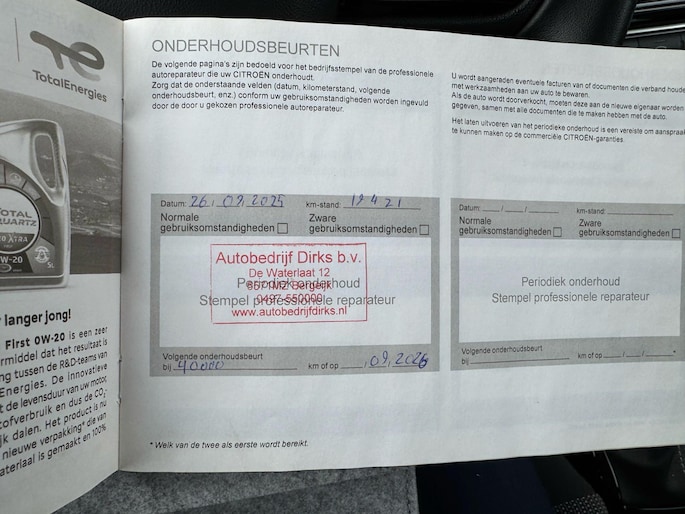 TotalEnergies
TOTAL
QUARTZ
0W-20
5L
langer jong!
First 0W-20 is een zeer
middel dat het resultaat is
tussen de R&D-teams van
Energies. De innovatieve
de levensduur van uw motor,
en dus de CO₂-
dalen. Het product is nu
nieuwe verpakking* die van
is gemaakt en 100%
ONDERHOUDSBEURTEN
De volgende pagina's zijn bedoeld voor het bedrijfsstempel van de professionele
autoreparateur die uw CITROËN onderhoudt.
Zorg dat de onderstaande velden (datum, kilometerstand, volgende
onderhoudsbeurt, enz.) conform uw gebruiksomstandigheden worden ingevuld
door de door u gekozen professionele autoreparateur.
Datum: 26 / 09, 2025 km-stand: 19421
Normale
gebruiksomstandigheden
Zware
gebruiksomstandigheden
Autobedrijf Dirks b.v.
De Waterlaat 12
Periodiek onderhoud
Bergeijk
Stempel professionele reparateur
0497-550000
www.autobedrijfdirks.nl
Volgende onderhoudsbeurt
bij 40000 km of op , 09, 2026
* Welk van de twee als eerste wordt bereikt.
U wordt aangeraden eventuele facturen van of documenten die verband houde
met werkzaamheden aan uw auto te bewaren.
Als de auto wordt doorverkocht, moeten deze aan de nieuwe eigenaar worden
gegeven, samen met alle documenten die te maken hebben met de auto.
Het laten uitvoeren van het periodieke onderhoud is een vereiste om aanspraak
te kunnen maken op de commerciële CITROËN-garanties.
Datum: / / km-stand:
Normale
gebruiksomstandigheden
Zware
gebruiksomstandigheden
Periodiek onderhoud
Stempel professionele reparateur
Volgende onderhoudsbeurt
bij km of op / / *